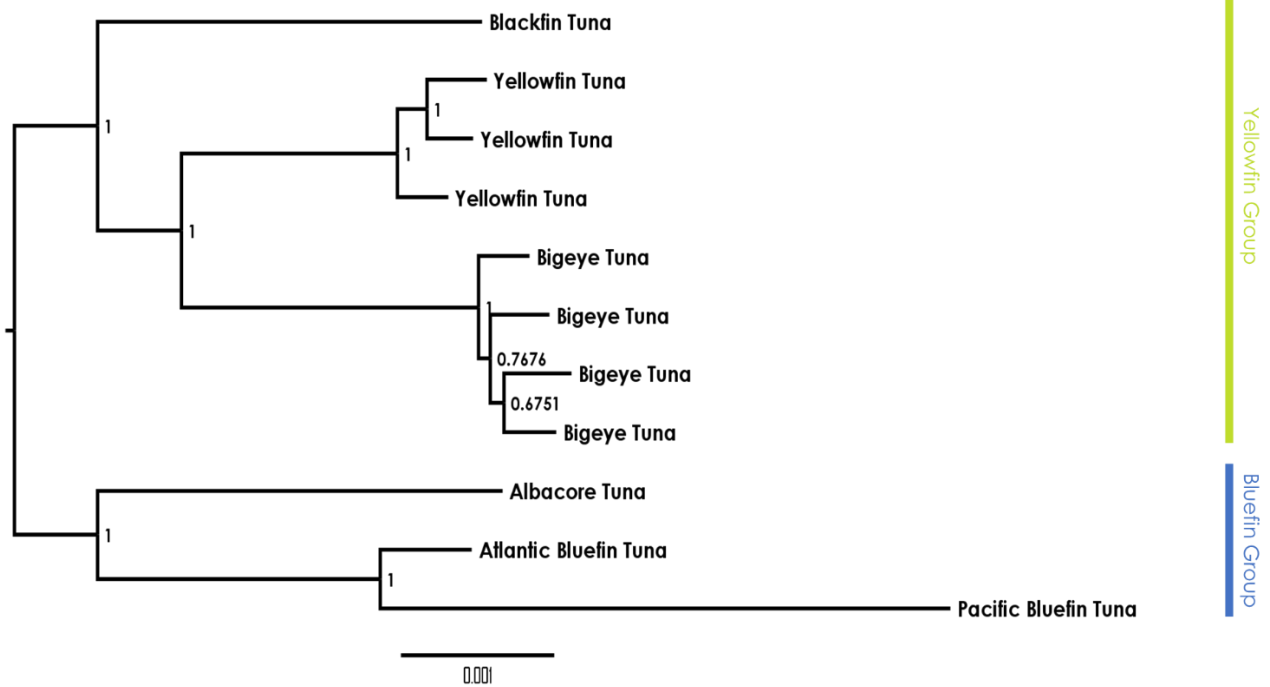 Blackfin Tuna
Yellowfin Tuna
1
1
Yellowfin Tuna
1
Yellowfin Tuna
1
Bigeye Tuna
1
Bigeye Tuna
0.7676
Bigeye Tuna
0.6751
Bigeye Tuna
Albacore Tuna
1
Atlantic Bluefin Tuna
1
Pacific Bluefin Tuna
0.001
Yellowfin Group
Bluefin Group